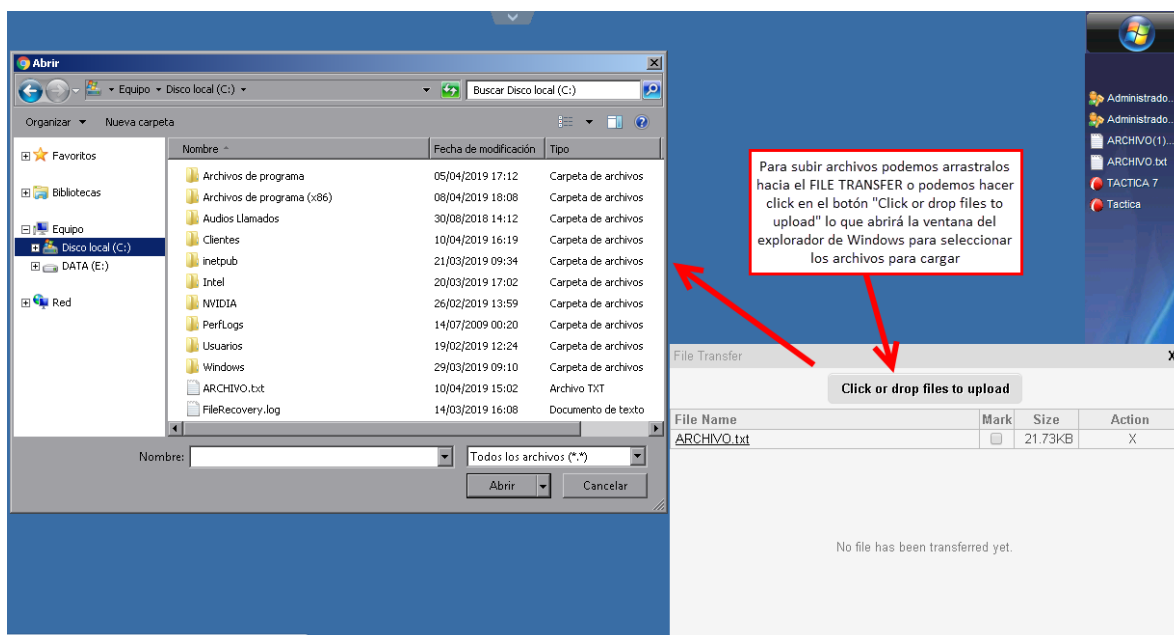 Abrir
Equipo Disco local (C:)
Buscar Disco local (C:)
Organizar Nueva carpeta
Favoritos
Bibliotecas
Equipo
Disco local (C:)
DATA (E:)
Red
Nombre Fecha de modificación Tipo
Archivos de programa 05/04/2019 17:12 Carpeta de archivos
Archivos de programa (x86) 08/04/2019 18:08 Carpeta de archivos
Audios Llamados 30/08/2018 14:12 Carpeta de archivos
Clientes 10/04/2019 16:19 Carpeta de archivos
inetpub 21/03/2019 09:34 Carpeta de archivos
Intel 20/03/2019 17:02 Carpeta de archivos
NVIDIA 26/02/2019 13:59 Carpeta de archivos
PerfLogs 14/07/2009 00:20 Carpeta de archivos
Usuarios 19/02/2019 12:24 Carpeta de archivos
Windows 29/03/2019 09:10 Carpeta de archivos
ARCHIVO.txt 10/04/2019 15:02 Archivo TXT
FileRecovery.log 14/03/2019 16:08 Documento de texto
Nombre:
Todos los archivos (*.*)
Abrir Cancelar
Para subir archivos podemos arrastralos
hacia el FILE TRANSFER o podemos hacer
click en el botón "Click or drop files to
upload" lo que abrirá la ventana del
explorador de Windows para seleccionar
los archivos para cargar
Administrado...
Administrado...
ARCHIVO(1)...
ARCHIVO.txt
TACTICA 7
Tactica
File Transfer X
Click or drop files to upload
File Name Mark Size Action
ARCHIVO.txt 21.73KB X
No file has been transferred yet.